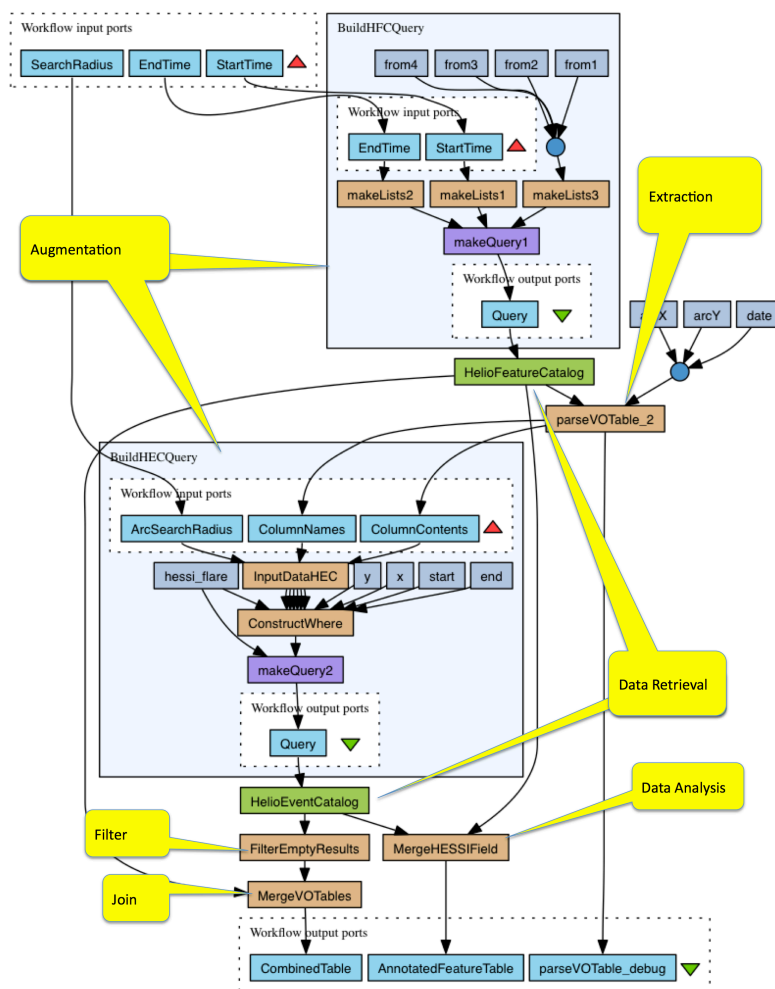 Workflow input ports
SearchRadius
EndTime
StartTime
BuildHFCQuery
from4
from3
from2
from1
Workflow input ports
EndTime
StartTime
makeLists2
makeLists1
makeLists3
makeQuery1
Workflow output ports
Query
Extraction
Augmentation
arcY
date
HelioFeatureCatalog
parseVOTable_2
BuildHECQuery
Workflow input ports
ArcSearchRadius
ColumnNames
ColumnContents
hessi_flare
InputDataHEC
y
x
start
end
ConstructWhere
makeQuery2
Workflow output ports
Query
Data Retrieval
HelioEventCatalog
Data Analysis
Filter
FilterEmptyResults
MergeHESSIField
Join
MergeVOTables
Workflow output ports
CombinedTable
AnnotatedFeatureTable
parseVOTable_debug